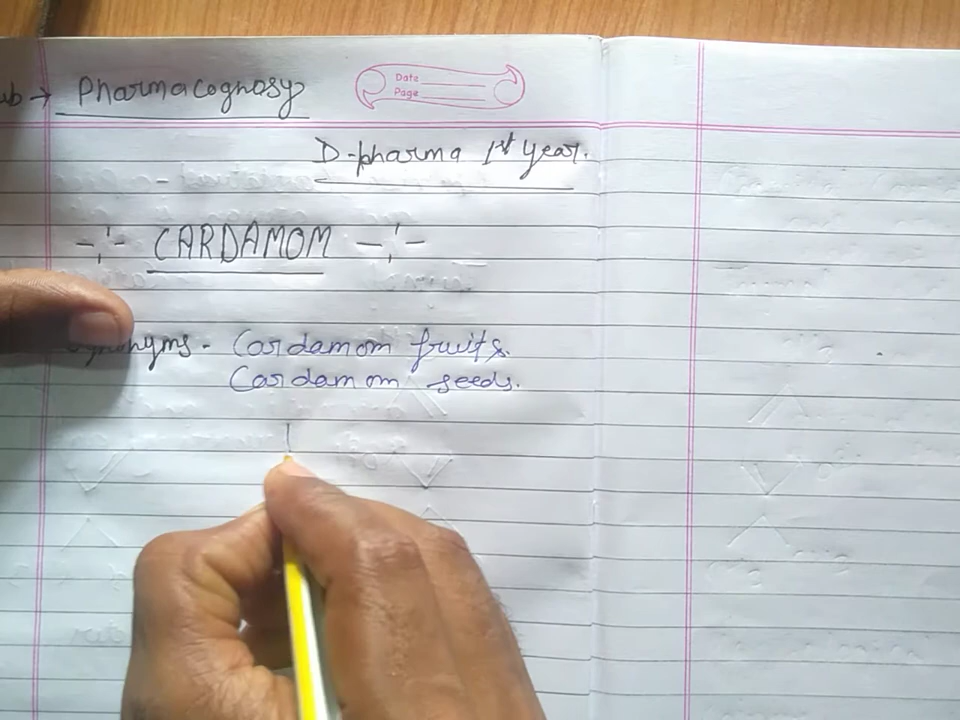 Pharmacognosy
Date
Page
D-pharma 1st year.
CARDAMOM
Cardamom fruits.
Cardamom seeds.